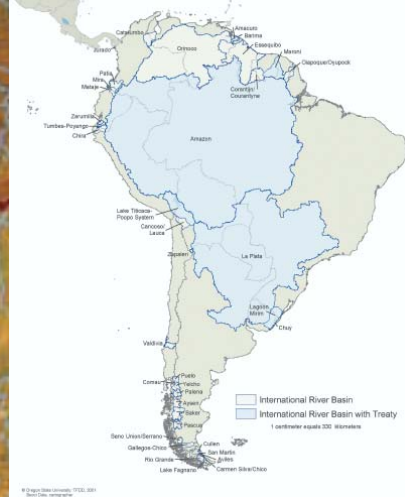 Catatumbo
Amacuro
Barima
Orinoco
Essequibo
Jurado
Maroni
Oiapoque/Oyupock
Patia
Mira
Mataje
Corantijn/
Courantyne
Zarumilla
Amazon
Tumbes-Poyango
Chira
Lake Titicaca-
Poopo System
Cancoso/
Lauca
La Plata
Zapaleri
Lagoon
Mirim
Chuy
Valdivia
Comau
Puelo
Yelcho
Palena
Aysen
Baker
Pascua
International River Basin
International River Basin with Treaty
1 centimeter equals 330 kilometers
Seno Union/Serrano
Cullen
Gallegos-Chico
San Martin
Rio Grande
Aviles
Lake Fagnano
Carmen Silva/Chico